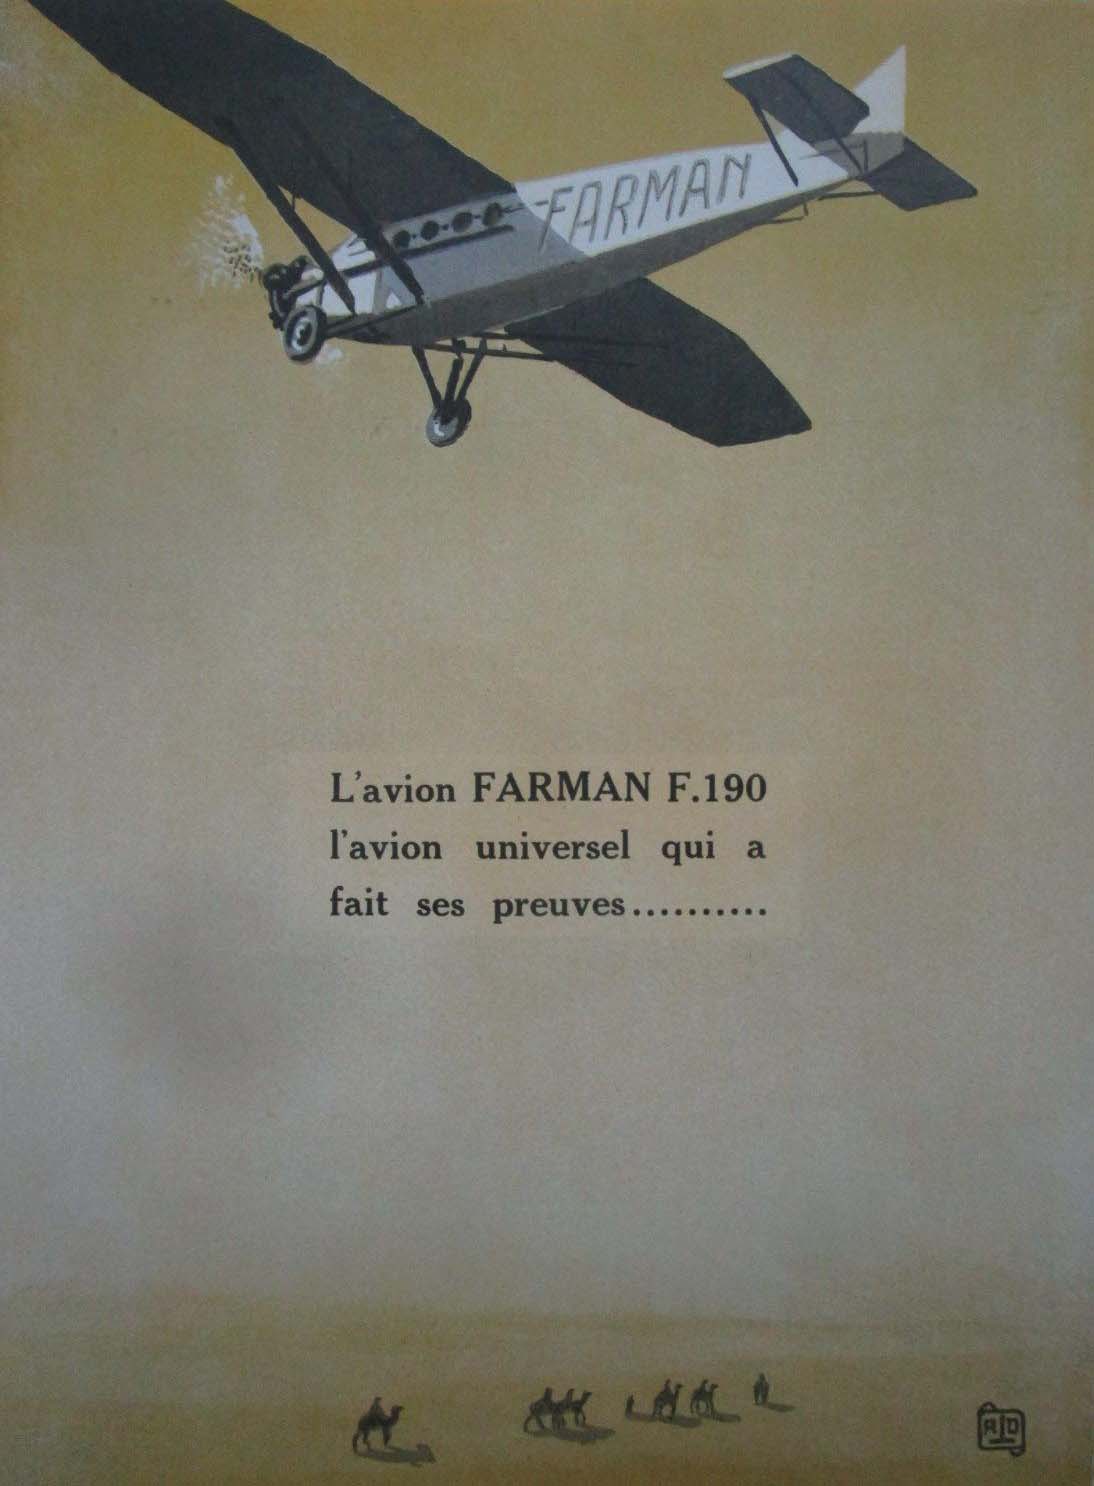 FARMAN
L'avion FARMAN F.190
l'avion universel qui a
fait ses preuves..........